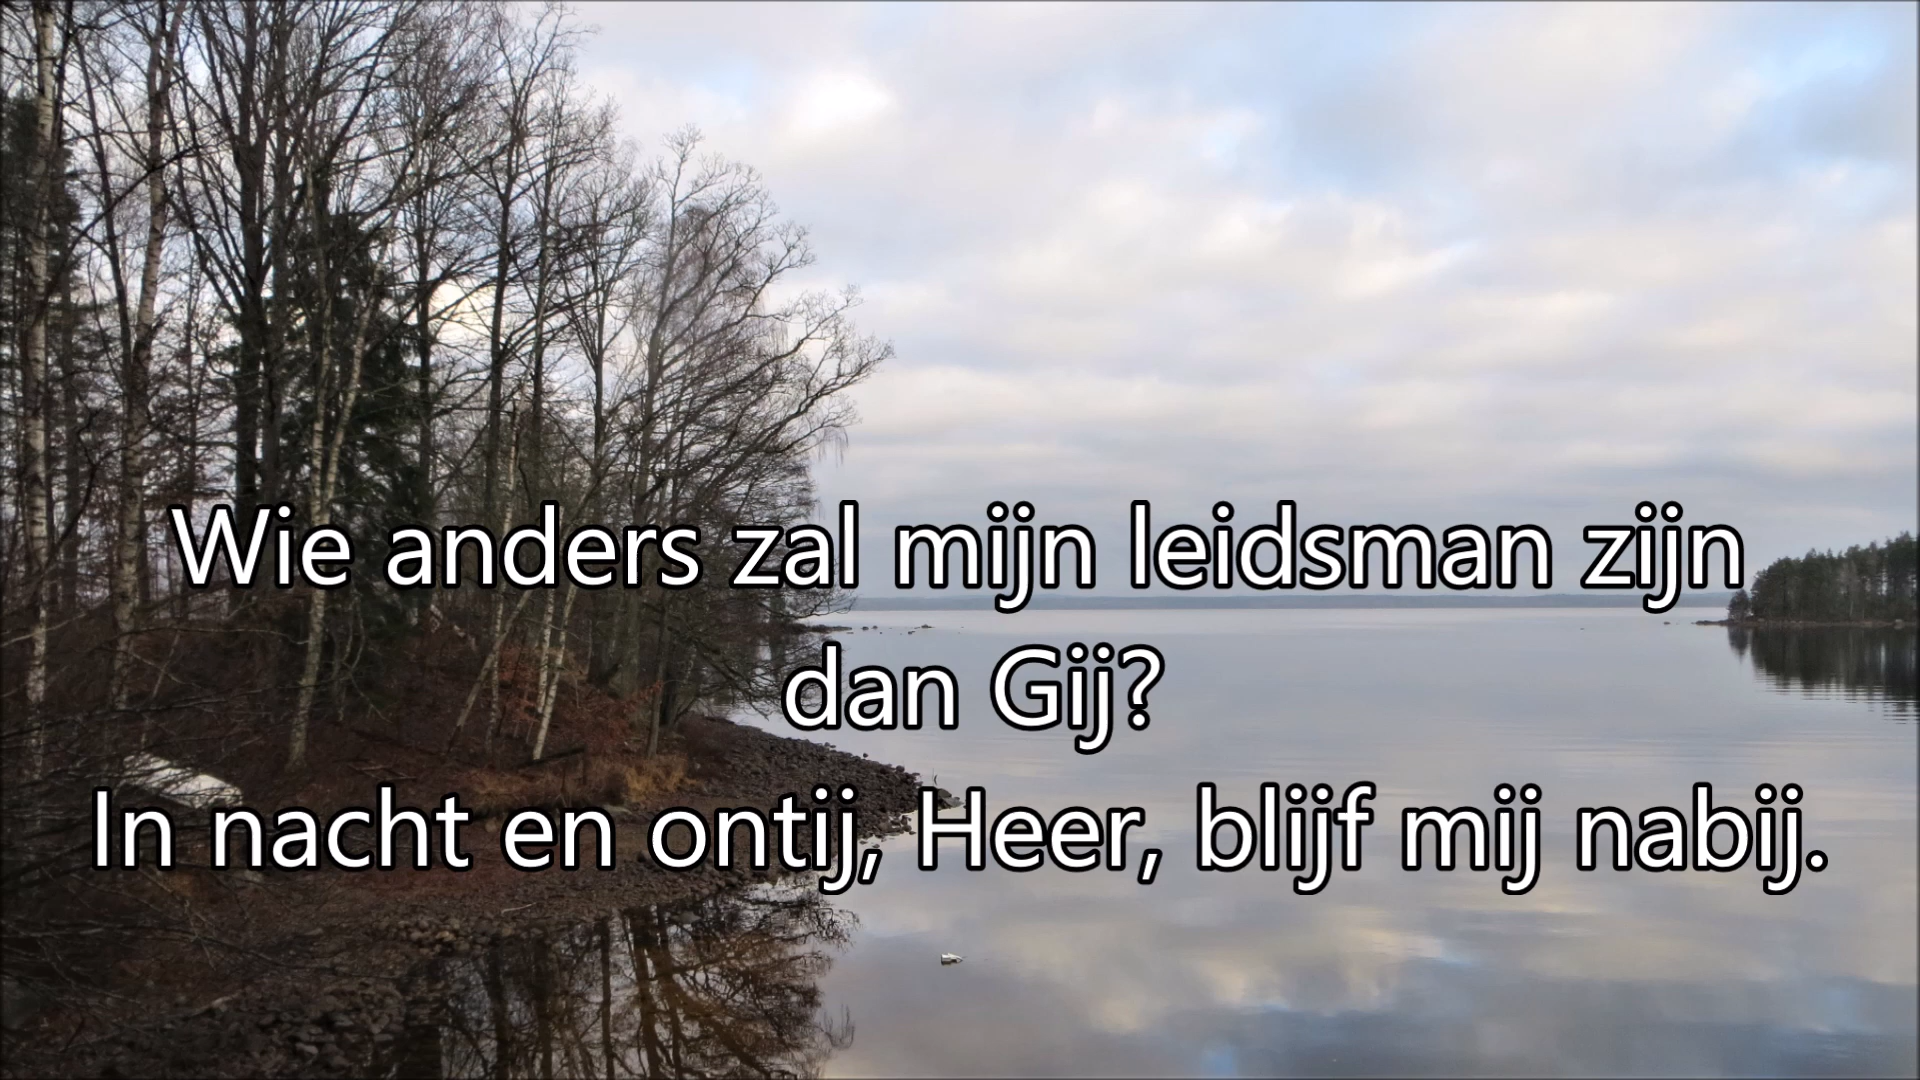 Wie anders zal mijn leidsman zijn
dan Gij?
In nacht en ontij, Heer, blijf mij nabij.